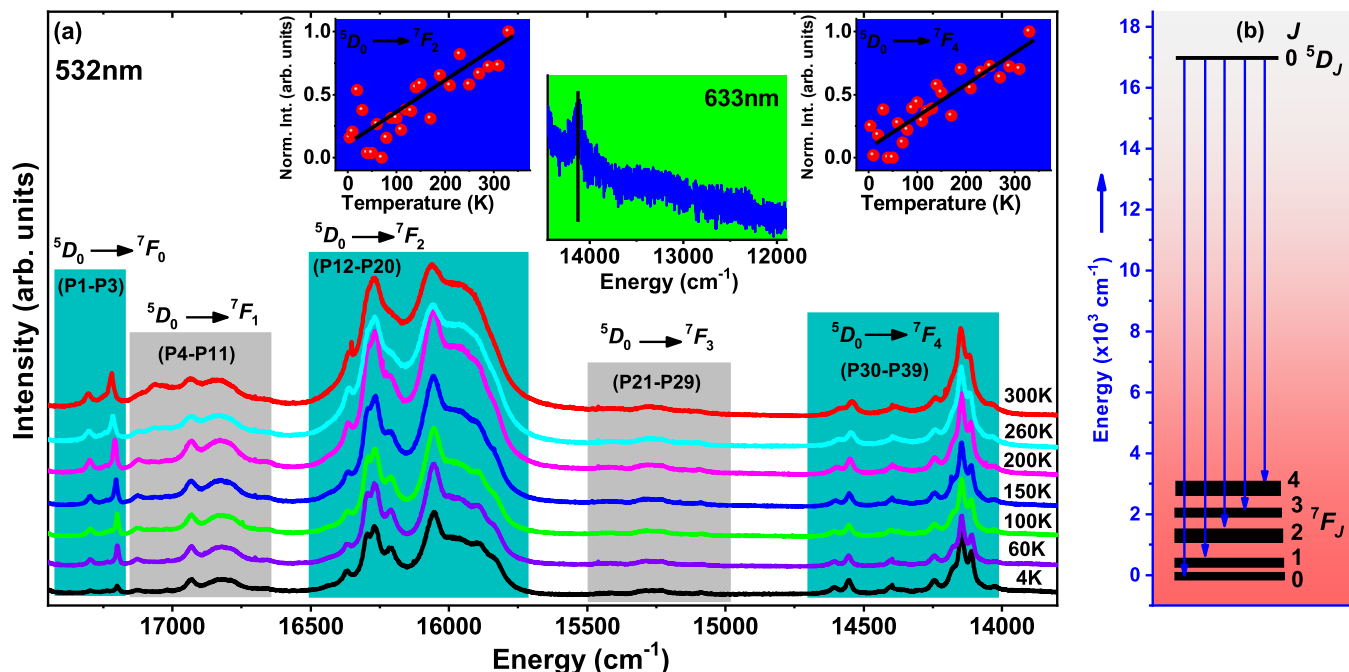 (a)
532nm
Intensity (arb. units)
Energy (cm⁻¹)
17000 16500 16000 15500 15000 14500 14000
⁵D₀ → ⁷F₀
(P1-P3)
⁵D₀ → ⁷F₁
(P4-P11)
⁵D₀ → ⁷F₂
(P12-P20)
⁵D₀ → ⁷F₃
(P21-P29)
⁵D₀ → ⁷F₄
(P30-P39)
300K
260K
200K
150K
100K
60K
4K
Norm. Int. (arb. units)
1.0
0.5
0.0
⁵D₀ → ⁷F₂
0 100 200 300
Temperature (K)
633nm
14000 13000 12000
Energy (cm⁻¹)
Norm. Int. (arb. units)
1.0
0.5
0.0
⁵D₀ → ⁷F₄
0 100 200 300
Temperature (K)
(b)
J
0 ⁵D_J
Energy (x10³ cm⁻¹)
18
16
14
12
10
8
6
4
2
0
4
3
2
1
0
⁷F_J